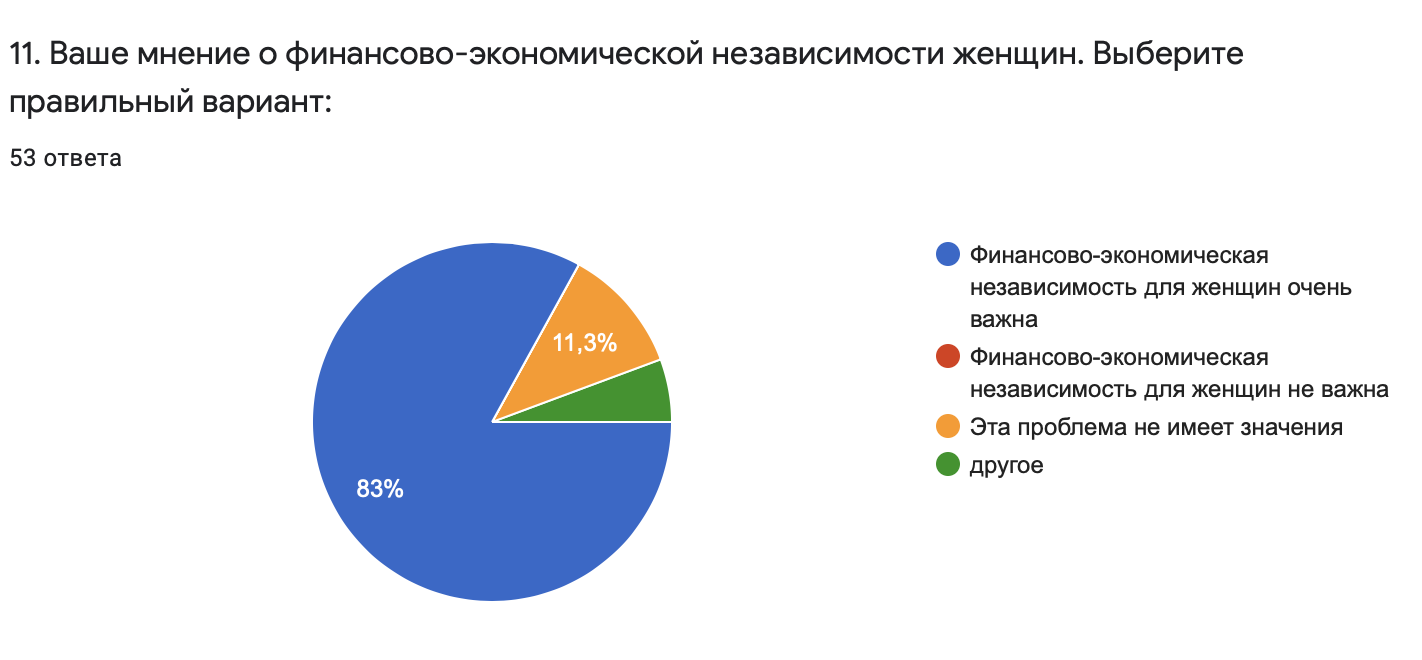 11. Ваше мнение о финансово-экономической независимости женщин. Выберите
правильный вариант:
53 ответа
Финансово-экономическая
независимость для женщин очень
важна
Финансово-экономическая
независимость для женщин не важна
Эта проблема не имеет значения
другое
11,3%
83%